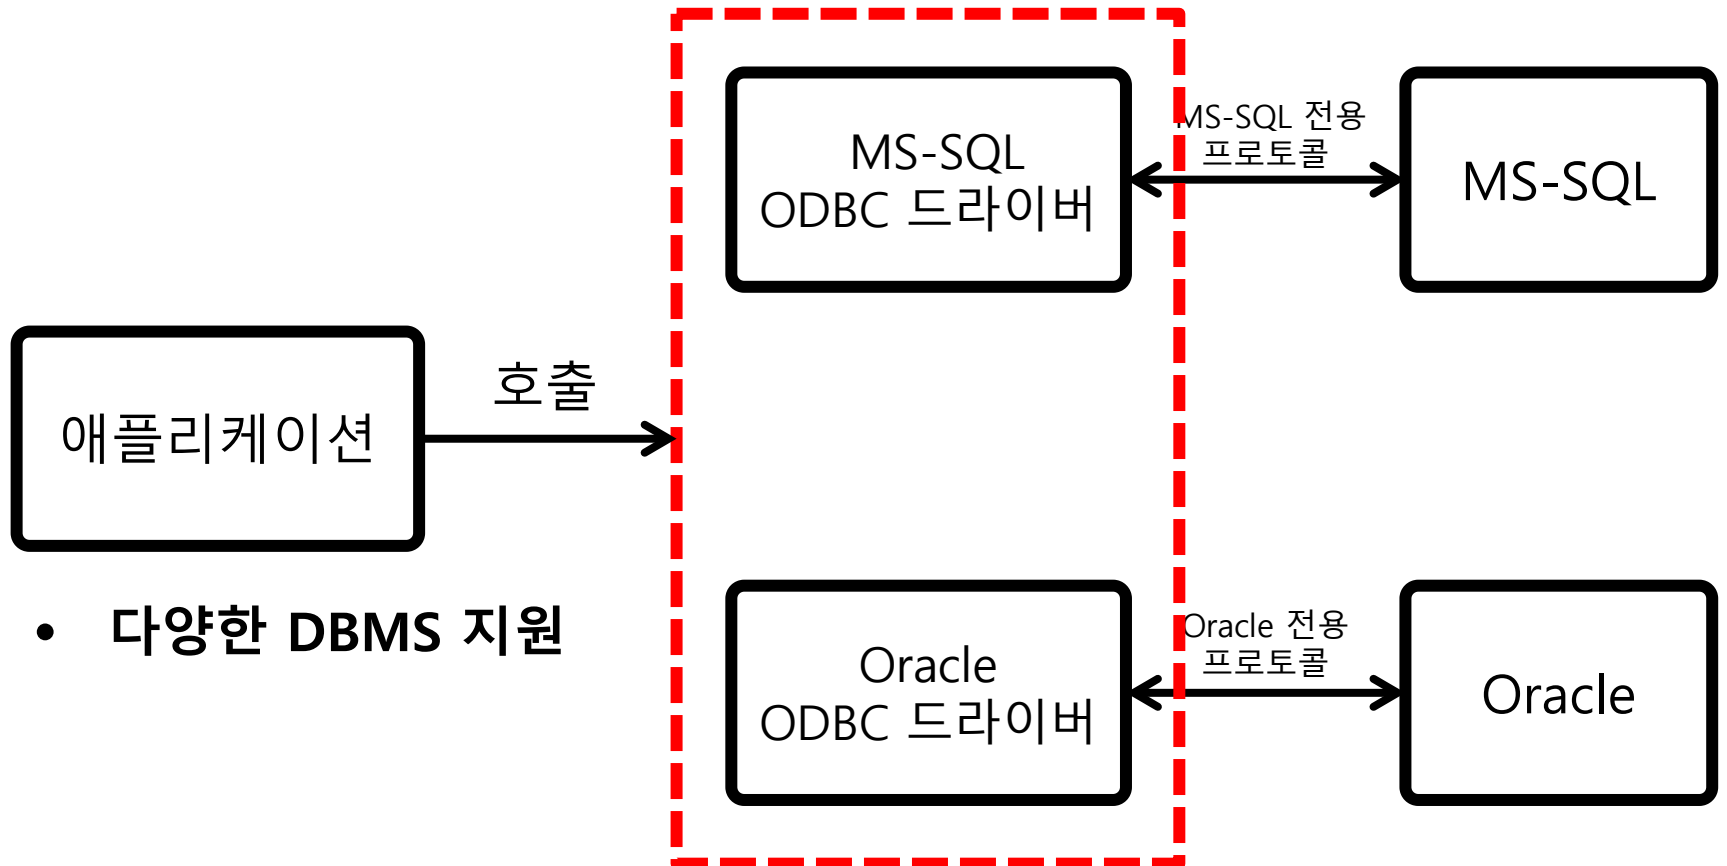 MS-SQL
ODBC 드라이버
MS-SQL 전용
프로토콜
MS-SQL
애플리케이션
호출
• 다양한 DBMS 지원
Oracle
ODBC 드라이버
Oracle 전용
프로토콜
Oracle